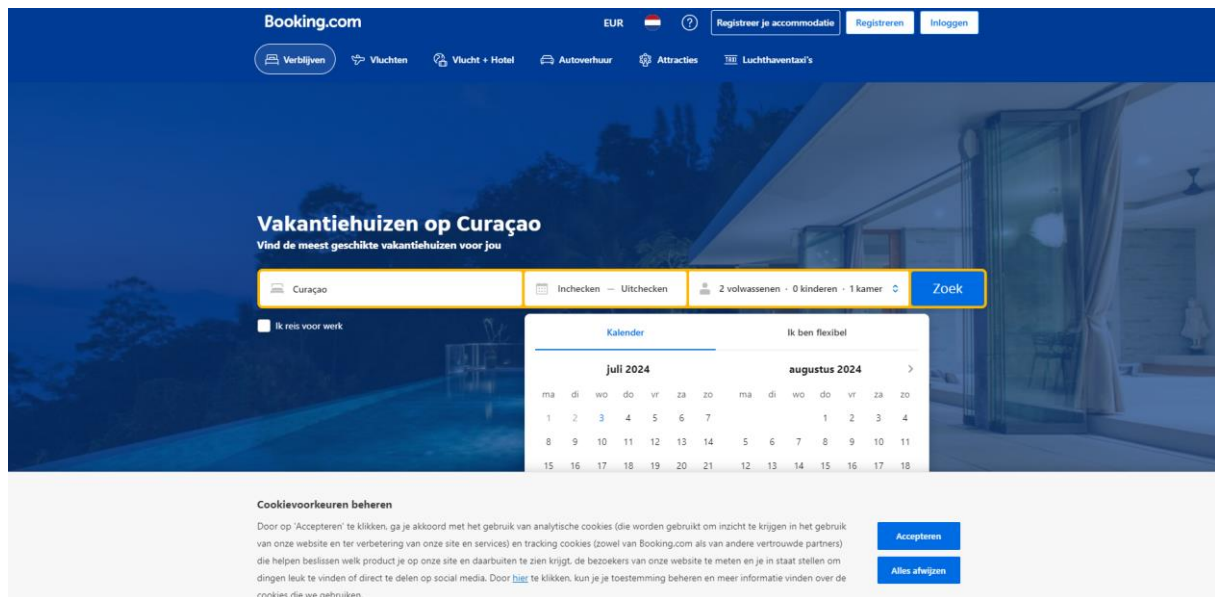 Booking.com
EUR
Registreer je accommodatie
Registreren
Inloggen
Verblijven
Vluchten
Vlucht + Hotel
Autoverhuur
Attracties
TAXI Luchthaventaxi's
Vakantiehuizen op Curaçao
Vind de meest geschikte vakantiehuizen voor jou
Curaçao
Inchecken — Uitchecken
2 volwassenen · 0 kinderen · 1 kamer
Zoek
Ik reis voor werk
Kalender
Ik ben flexibel
juli 2024
ma di wo do vr za zo
1 2 3 4 5 6 7
8 9 10 11 12 13 14
15 16 17 18 19 20 21
augustus 2024
ma di wo do vr za zo
1 2 3 4
5 6 7 8 9 10 11
12 13 14 15 16 17 18
Cookievoorkeuren beheren
Door op 'Accepteren' te klikken, ga je akkoord met het gebruik van analytische cookies (die worden gebruikt om inzicht te krijgen in het gebruik
van onze website en ter verbetering van onze site en services) en tracking cookies (zowel van Booking.com als van andere vertrouwde partners)
die helpen beslissen welk product je op onze site en daarbuiten te zien krijgt, de bezoekers van onze website te meten en je in staat stellen om
dingen leuk te vinden of direct te delen op social media. Door hier te klikken, kun je je toestemming beheren en meer informatie vinden over de
cookies die we gebruiken.
Accepteren
Alles afwijzen